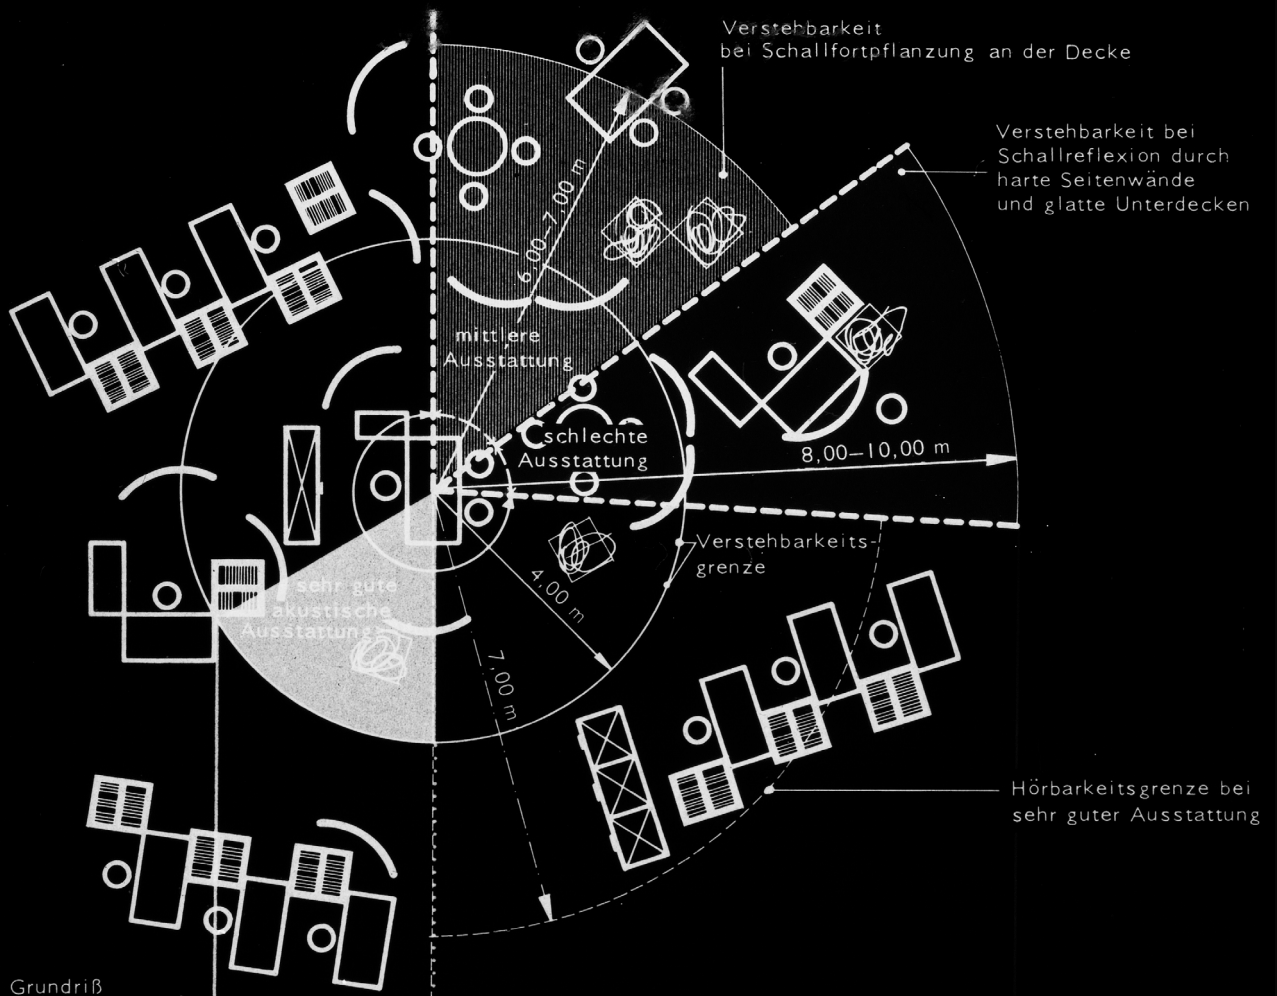 Verstehbarkeit
bei Schallfortpflanzung an der Decke
Verstehbarkeit bei
Schallreflexion durch
harte Seitenwände
und glatte Unterdecken
6,00–7,00 m
mittlere
Ausstattung
schlechte
Ausstattung
8,00–10,00 m
Verstehbarkeits-
grenze
4,00 m
sehr gute
akustische
Ausstattung
7,00 m
Hörbarkeitsgrenze bei
sehr guter Ausstattung
Grundriß